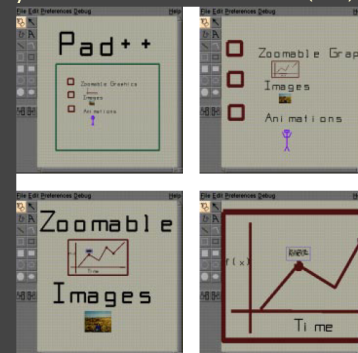 File Edit Preferences Debug Help
Pad++
Zoomable Graphics
Images
Animations
File Edit Preferences Debug
Zoomable Grap
Images
Animations
File Edit Preferences Debug Help
Zoomable
Time
Images
File Edit Preferences Debug
f(x)
Time